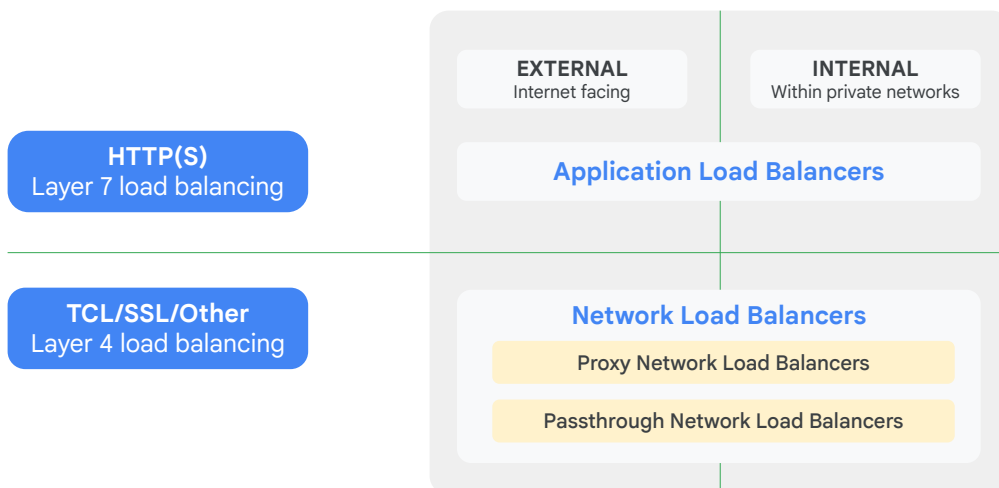 EXTERNAL
Internet facing
INTERNAL
Within private networks
HTTP(S)
Layer 7 load balancing
Application Load Balancers
TCL/SSL/Other
Layer 4 load balancing
Network Load Balancers
Proxy Network Load Balancers
Passthrough Network Load Balancers